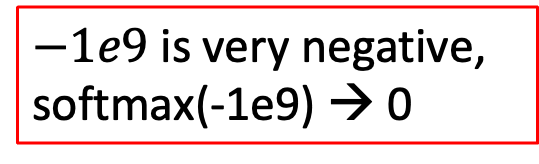 −1e9 is very negative,
softmax(-1e9) → 0